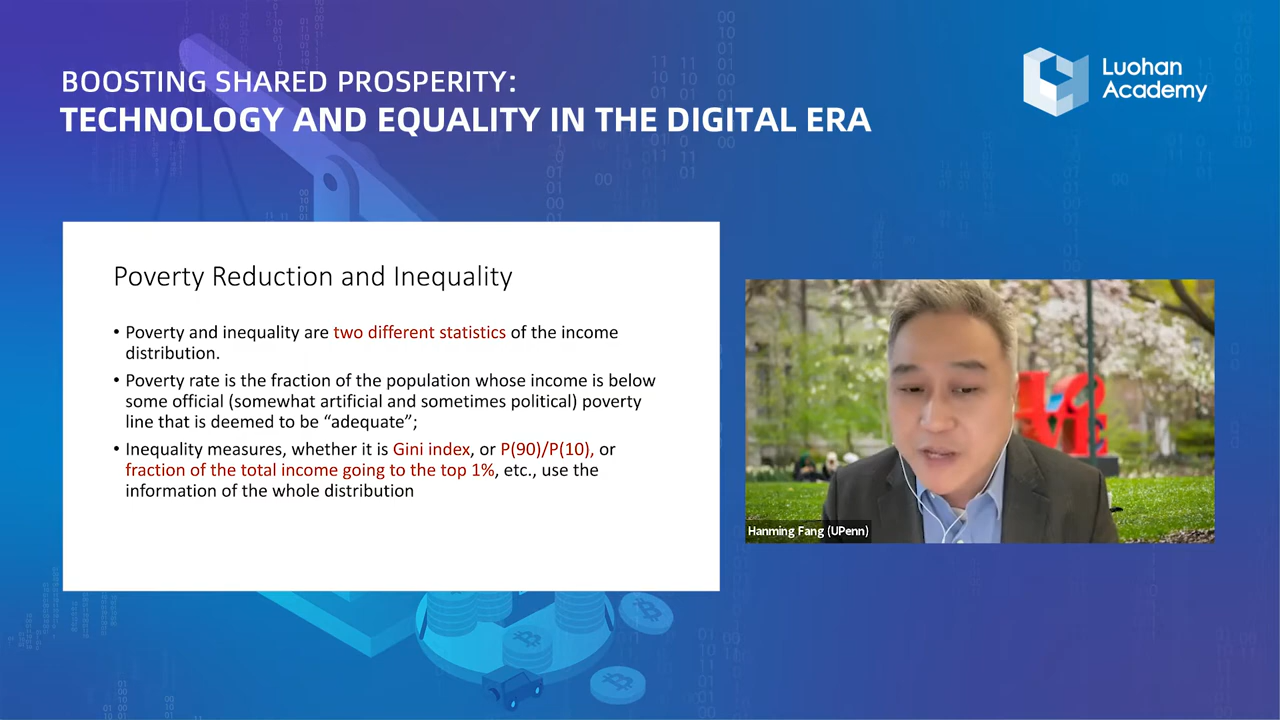 BOOSTING SHARED PROSPERITY:
TECHNOLOGY AND EQUALITY IN THE DIGITAL ERA
Luohan
Academy
Poverty Reduction and Inequality
• Poverty and inequality are two different statistics of the income
distribution.
• Poverty rate is the fraction of the population whose income is below
some official (somewhat artificial and sometimes political) poverty
line that is deemed to be “adequate”;
• Inequality measures, whether it is Gini index, or P(90)/P(10), or
fraction of the total income going to the top 1%, etc., use the
information of the whole distribution
Hanming Fang (UPenn)